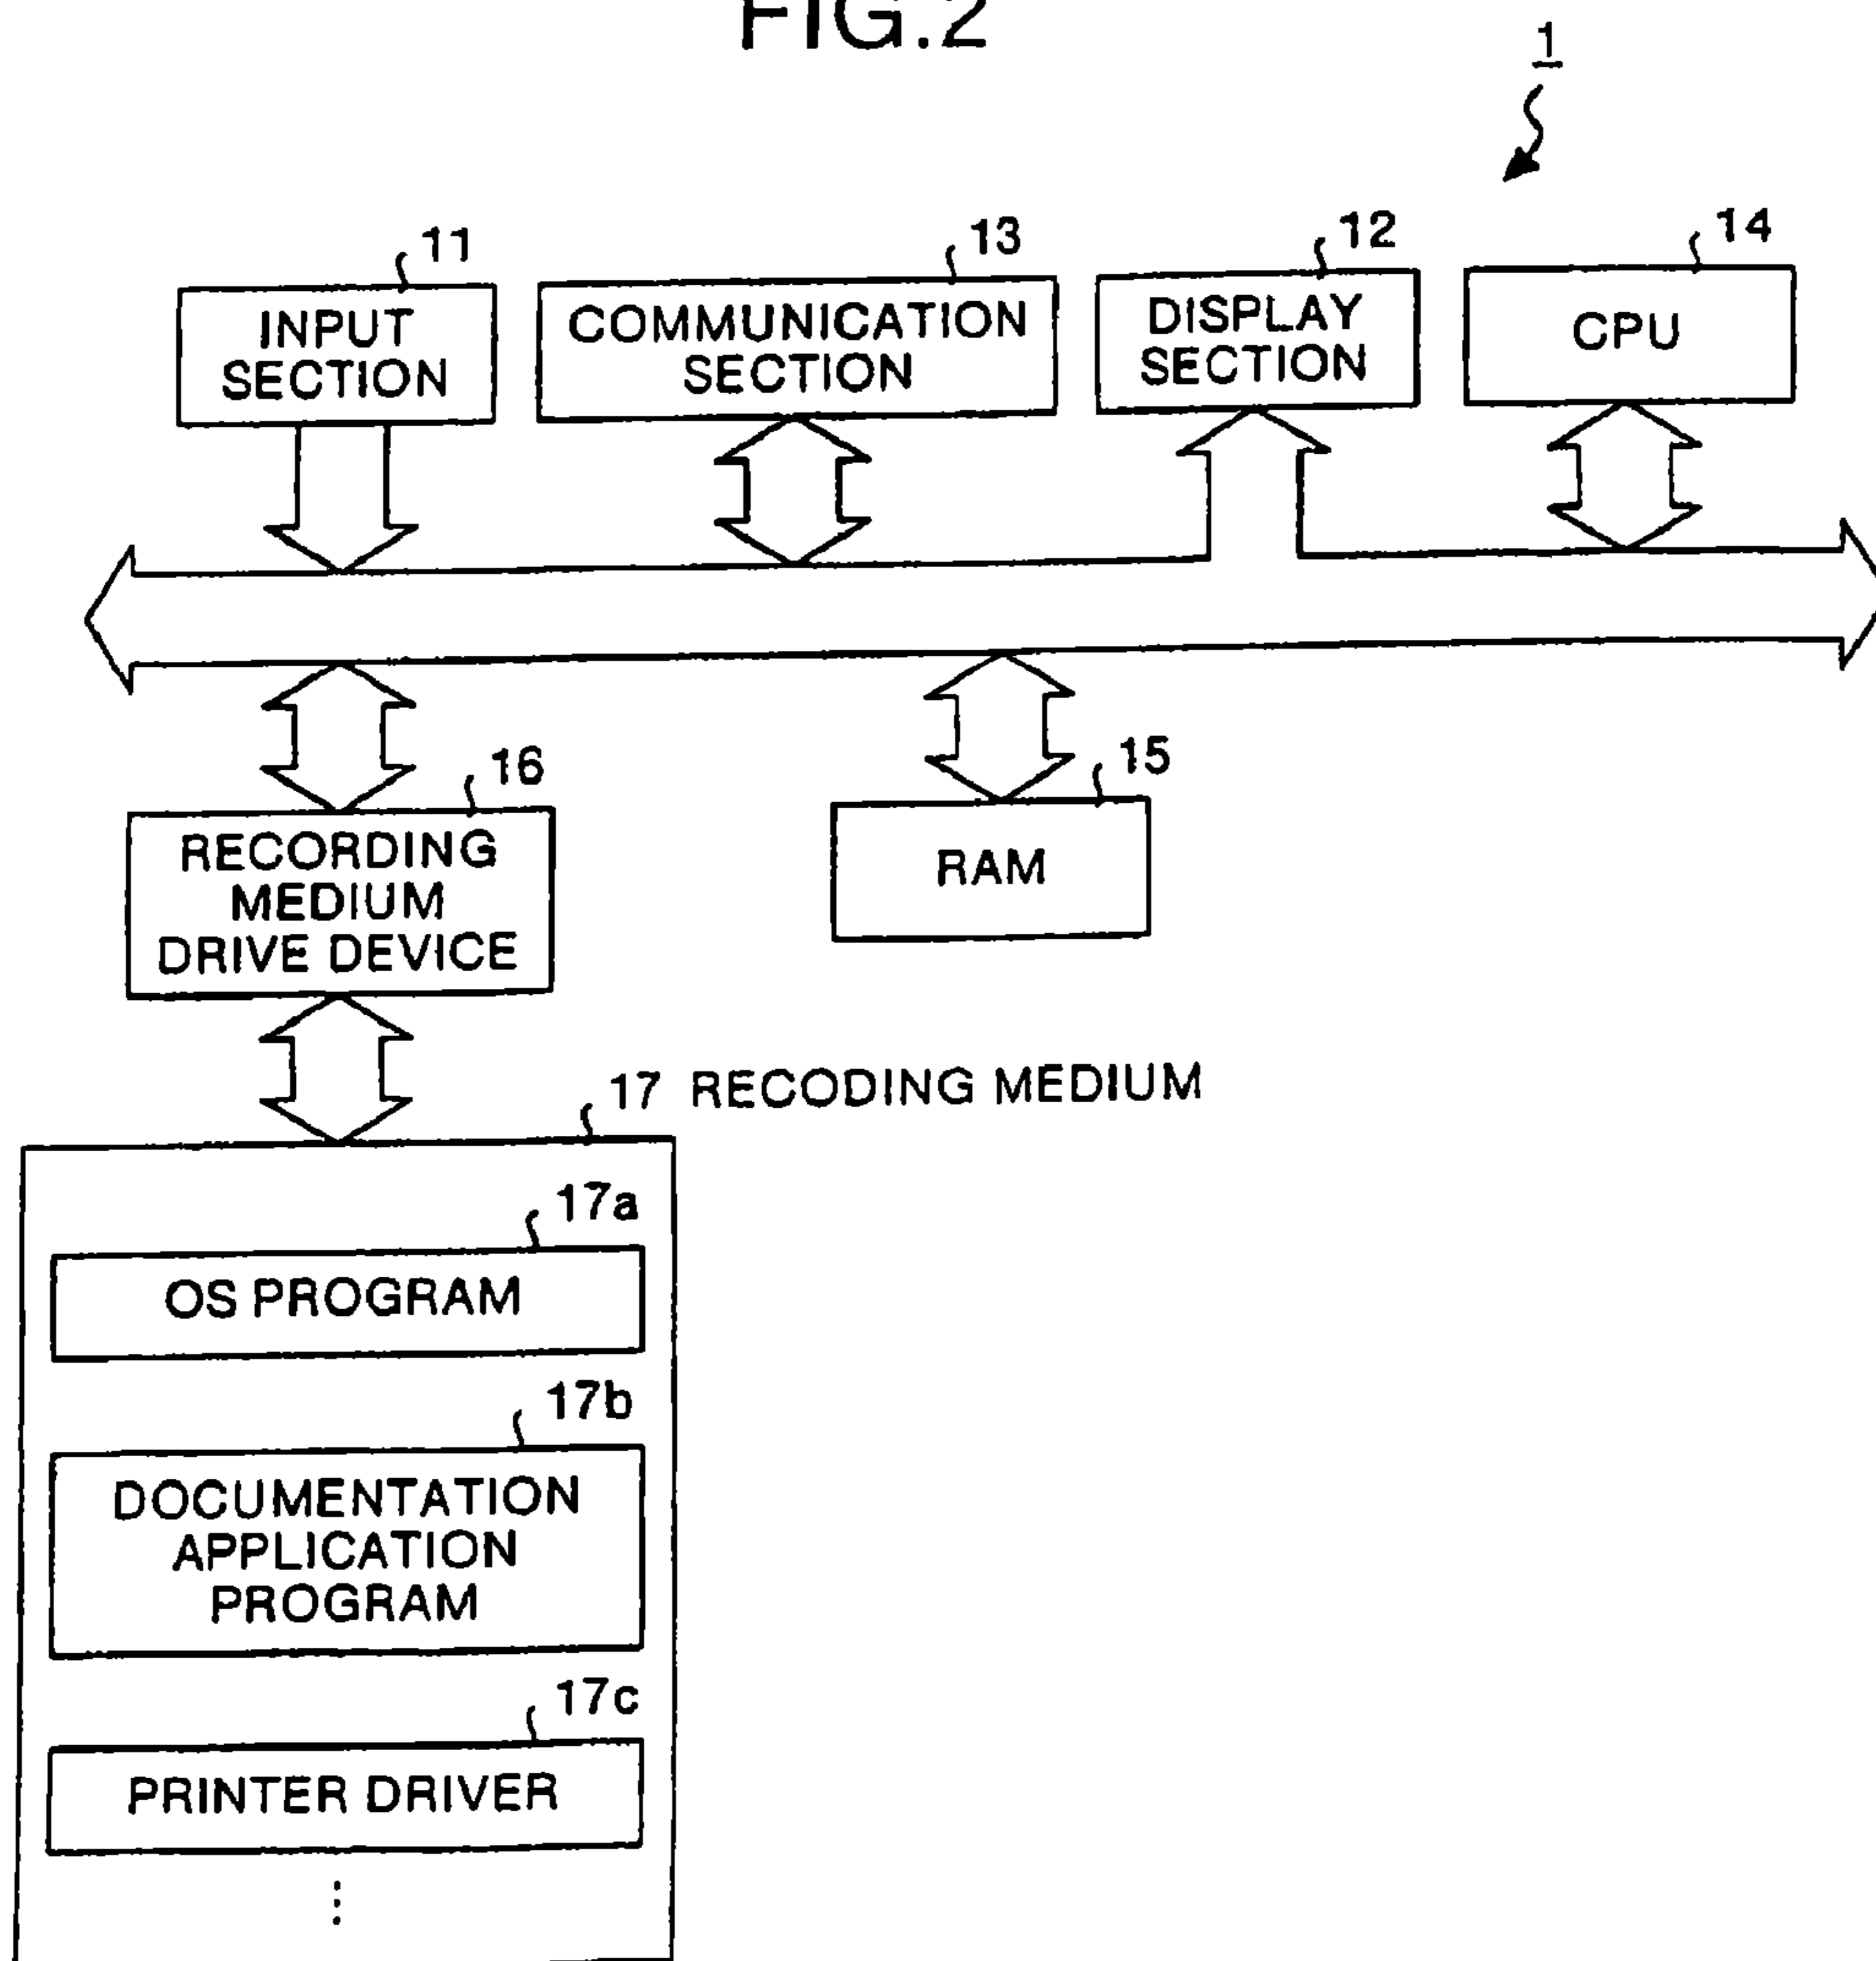 FIG.2
1
11
13
12
14
INPUT
SECTION
COMMUNICATION
SECTION
DISPLAY
SECTION
CPU
16
15
RECORDING
MEDIUM
DRIVE DEVICE
RAM
17 RECODING MEDIUM
17a
OS PROGRAM
17b
DOCUMENTATION
APPLICATION
PROGRAM
17c
PRINTER DRIVER